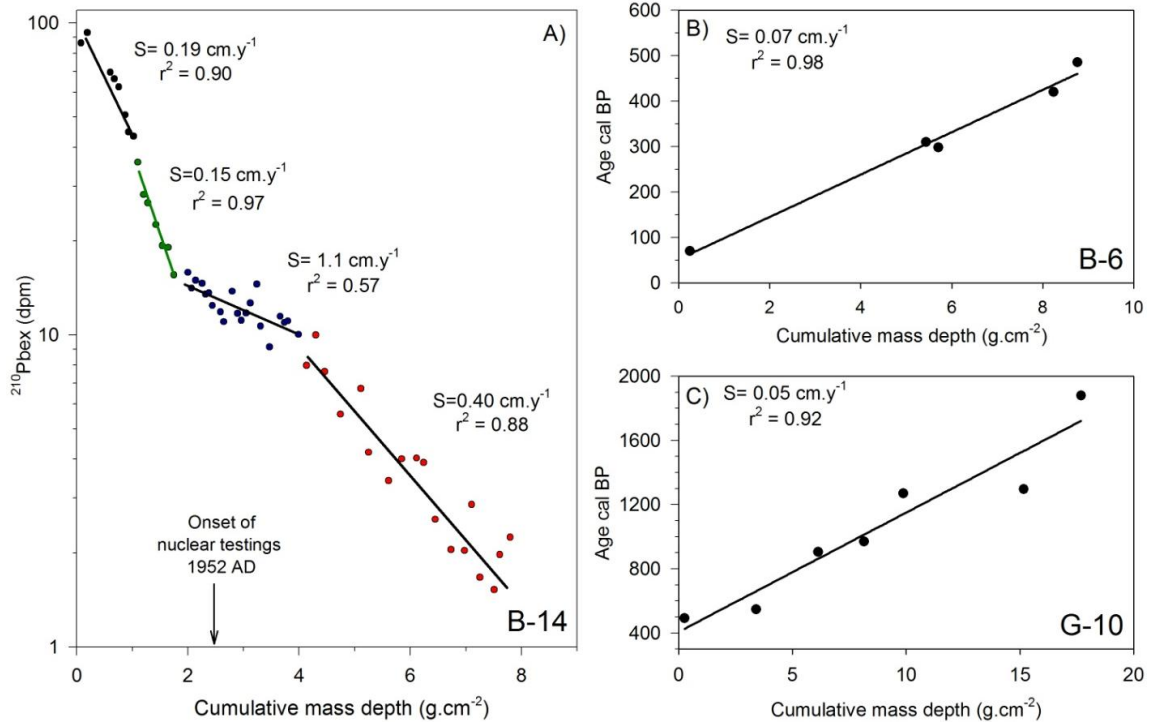 A)
100
10
1
²¹⁰Pbex (dpm)
S= 0.19 cm.y⁻¹
r² = 0.90
S=0.15 cm.y⁻¹
r² = 0.97
S= 1.1 cm.y⁻¹
r² = 0.57
S=0.40 cm.y⁻¹
r² = 0.88
Onset of
nuclear testings
1952 AD
B-14
0 2 4 6 8
Cumulative mass depth (g.cm⁻²)
B)
S= 0.07 cm.y⁻¹
r² = 0.98
600
500
400
300
200
100
0
Age cal BP
B-6
0 2 4 6 8 10
Cumulative mass depth (g.cm⁻²)
C)
S= 0.05 cm.y⁻¹
r² = 0.92
2000
1600
1200
800
400
Age cal BP
G-10
0 5 10 15 20
Cumulative mass depth (g.cm⁻²)